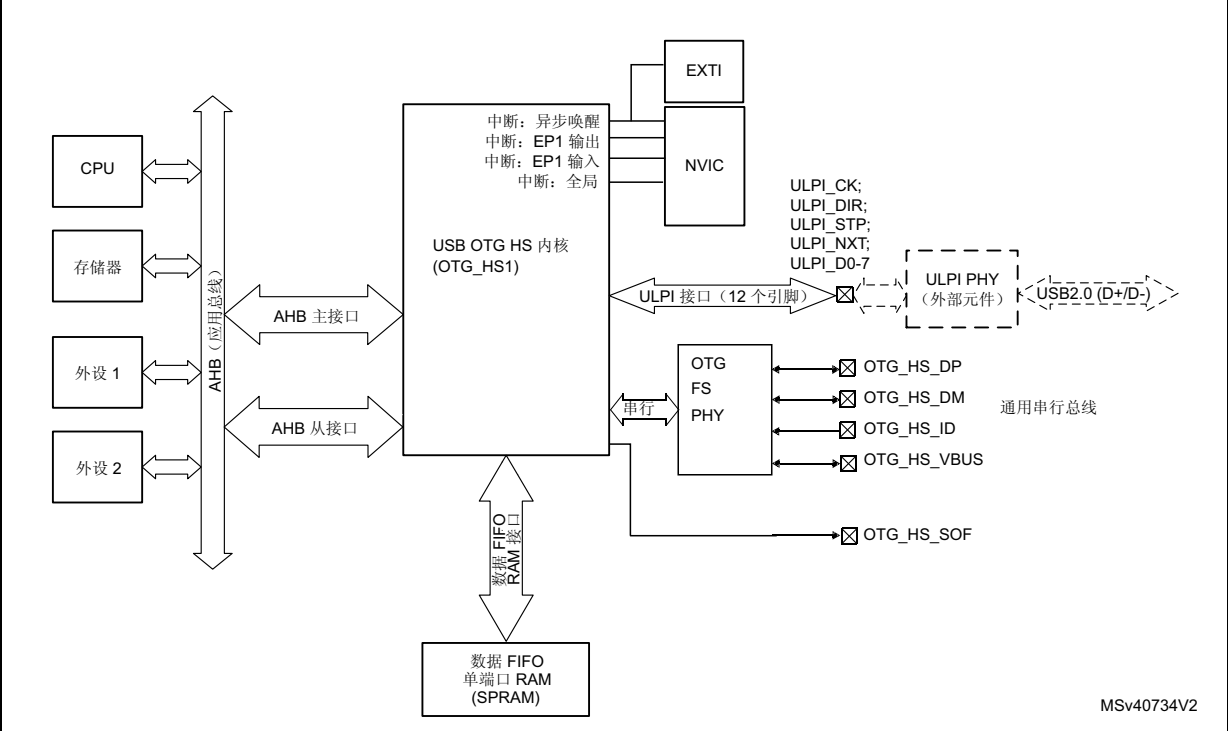 EXTI
中断：异步唤醒
中断：EP1 输出
中断：EP1 输入
中断：全局
NVIC
CPU
存储器
外设 1
外设 2
AHB（应用总线）
AHB 主接口
AHB 从接口
USB OTG HS 内核
(OTG_HS1)
ULPI_CK;
ULPI_DIR;
ULPI_STP;
ULPI_NXT;
ULPI_D0-7
ULPI 接口（12 个引脚）
ULPI PHY
（外部元件）
USB2.0 (D+/D-)
串行
OTG
FS
PHY
OTG_HS_DP
OTG_HS_DM
OTG_HS_ID
OTG_HS_VBUS
通用串行总线
OTG_HS_SOF
数据 FIFO
RAM 接口
数据 FIFO
单端口 RAM
(SPRAM)
MSv40734V2